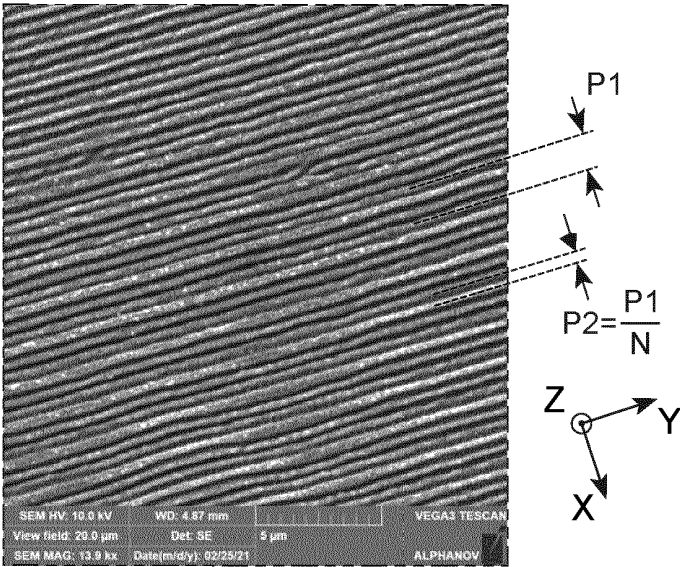 P1
P2=P1/N
Z
Y
X
SEM HV: 10.0 kV WD: 4.87 mm VEGA3 TESCAN
View field: 20.0 µm Det: SE 5 µm
SEM MAG: 13.9 kx Date(m/d/y): 02/25/21 ALPHANOV